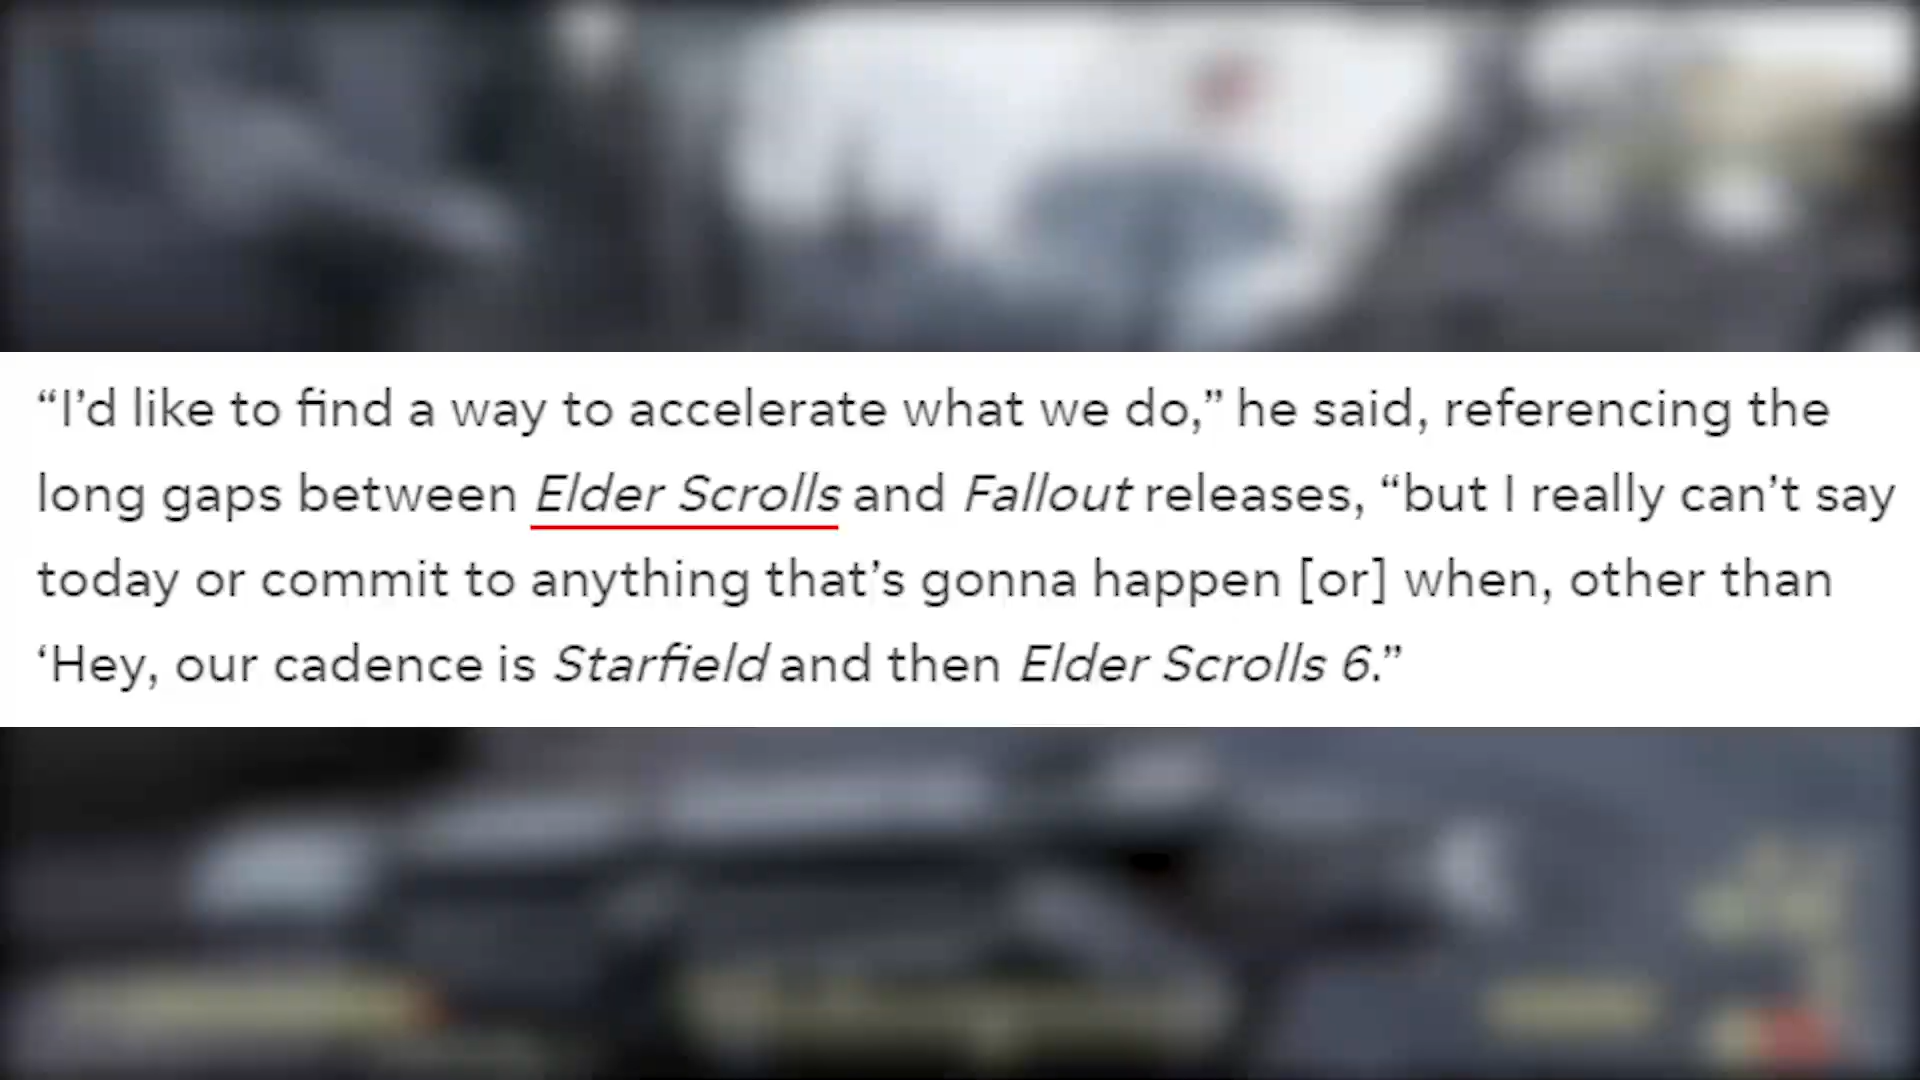 “I’d like to find a way to accelerate what we do,” he said, referencing the
long gaps between Elder Scrolls and Fallout releases, “but I really can’t say
today or commit to anything that’s gonna happen [or] when, other than
‘Hey, our cadence is Starfield and then Elder Scrolls 6.”